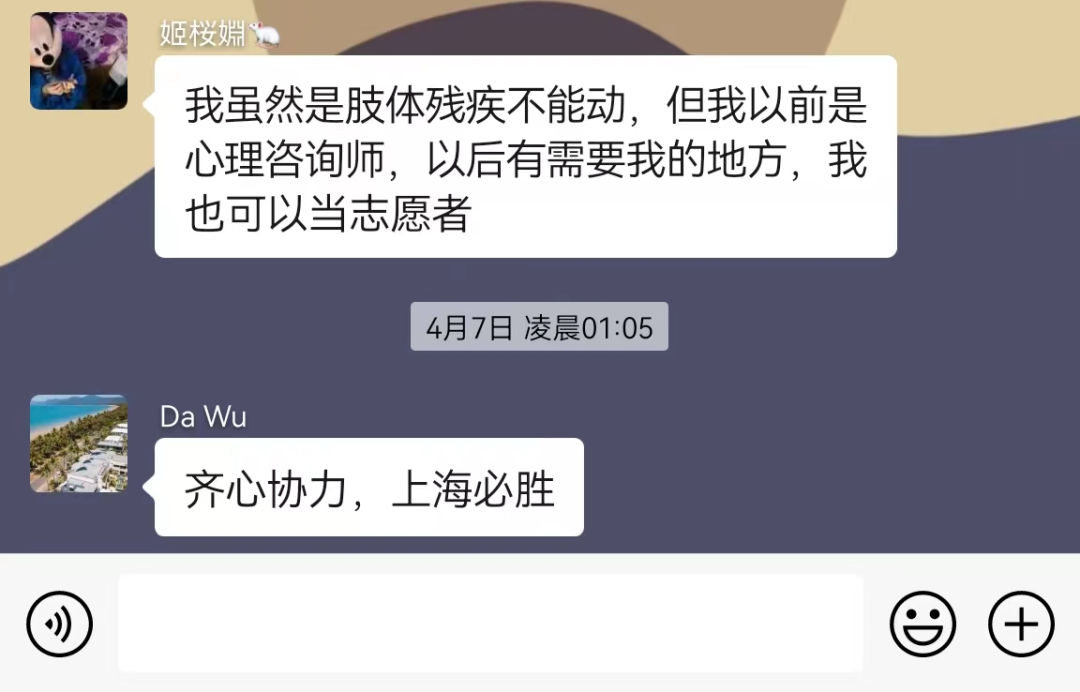 姬桜嫺🐁
我虽然是肢体残疾不能动，但我以前是
心理咨询师，以后有需要我的地方，我
也可以当志愿者
4月7日 凌晨01:05
Da Wu
齐心协力，上海必胜